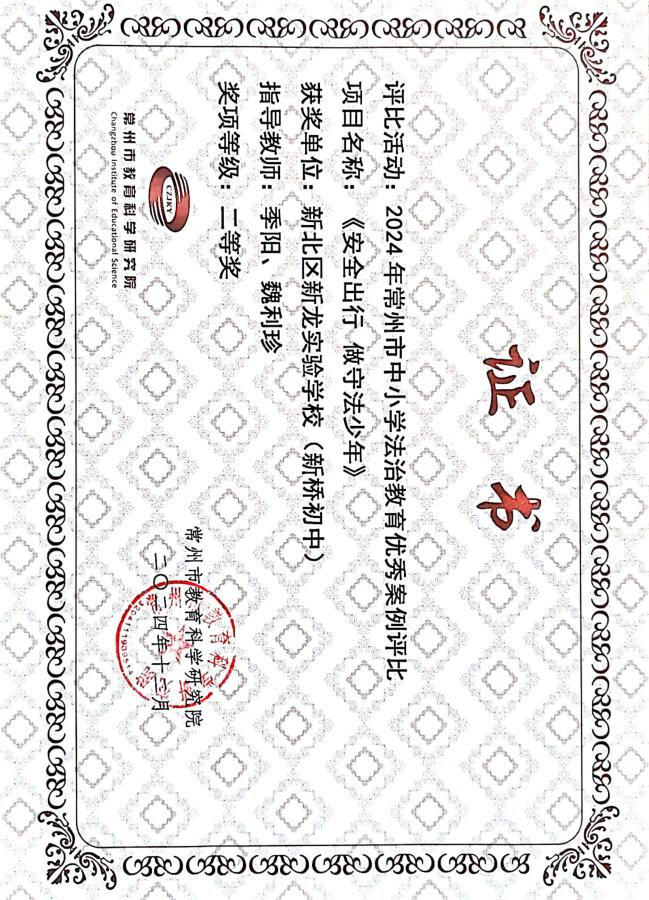 证书
评比活动：2024年常州市中小学法治教育优秀案例评比
项目名称：《安全出行 做守法少年》
获奖单位：新北区新龙实验学校（新桥初中）
指导教师：季阳、魏利珍
奖项等级：二等奖
CZJKY
常州市教育科学研究院
Changzhou Institute of Educational Science
常州市教育科学研究院
二〇二四年十二月